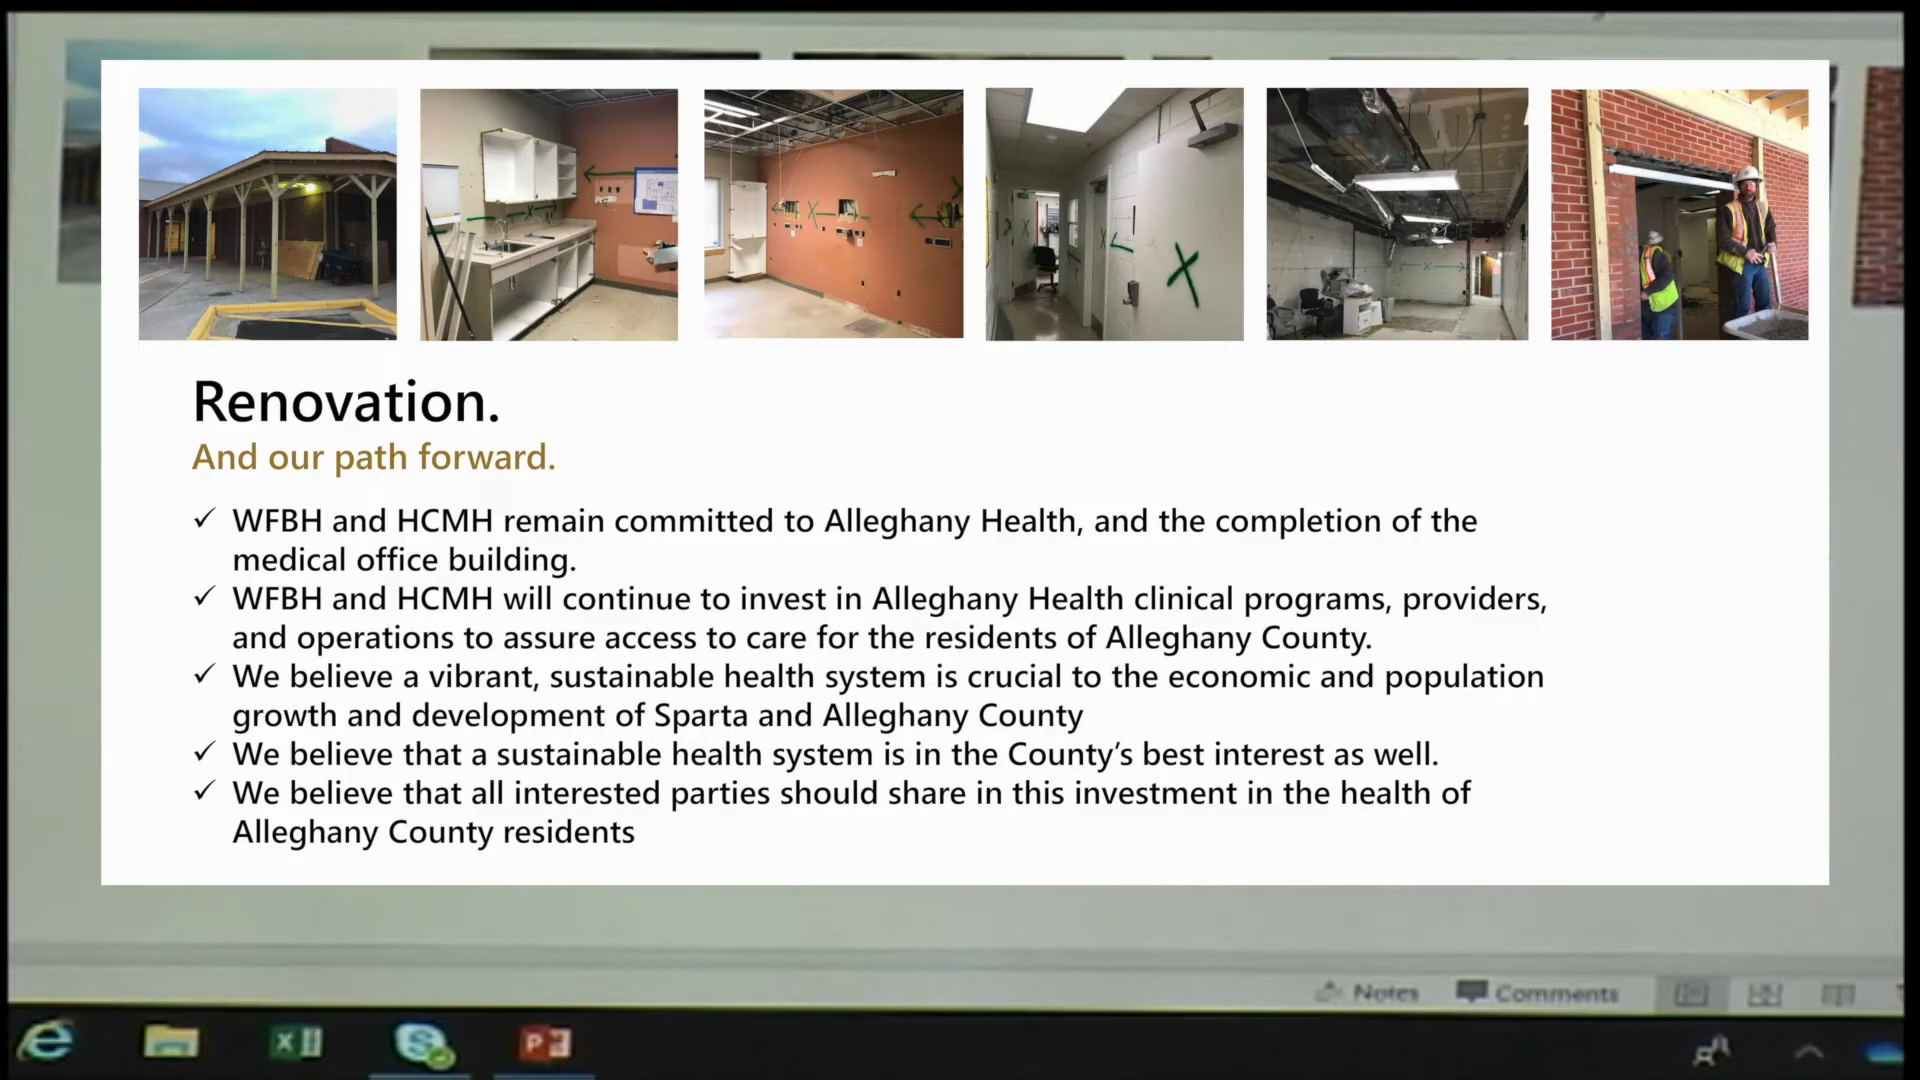 Renovation.
And our path forward.
✓ WFBH and HCMH remain committed to Alleghany Health, and the completion of the
medical office building.
✓ WFBH and HCMH will continue to invest in Alleghany Health clinical programs, providers,
and operations to assure access to care for the residents of Alleghany County.
✓ We believe a vibrant, sustainable health system is crucial to the economic and population
growth and development of Sparta and Alleghany County
✓ We believe that a sustainable health system is in the County’s best interest as well.
✓ We believe that all interested parties should share in this investment in the health of
Alleghany County residents
Notes Comments